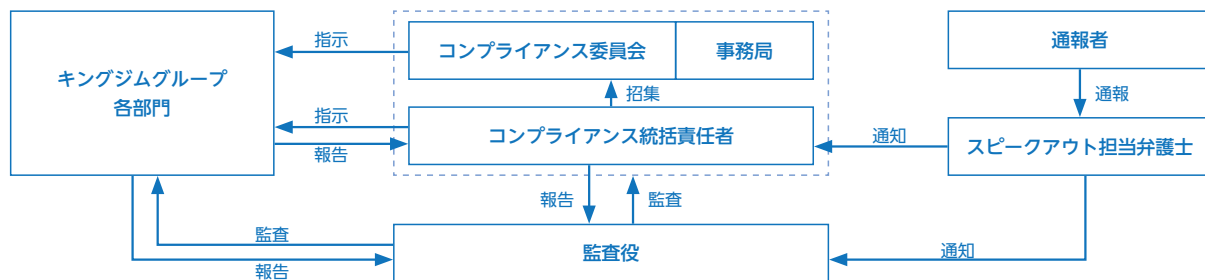 キングジムグループ
各部門
指示
指示
報告
コンプライアンス委員会
事務局
招集
コンプライアンス統括責任者
通報者
通報
スピークアウト担当弁護士
通知
報告
監査
監査
報告
監査役
通知